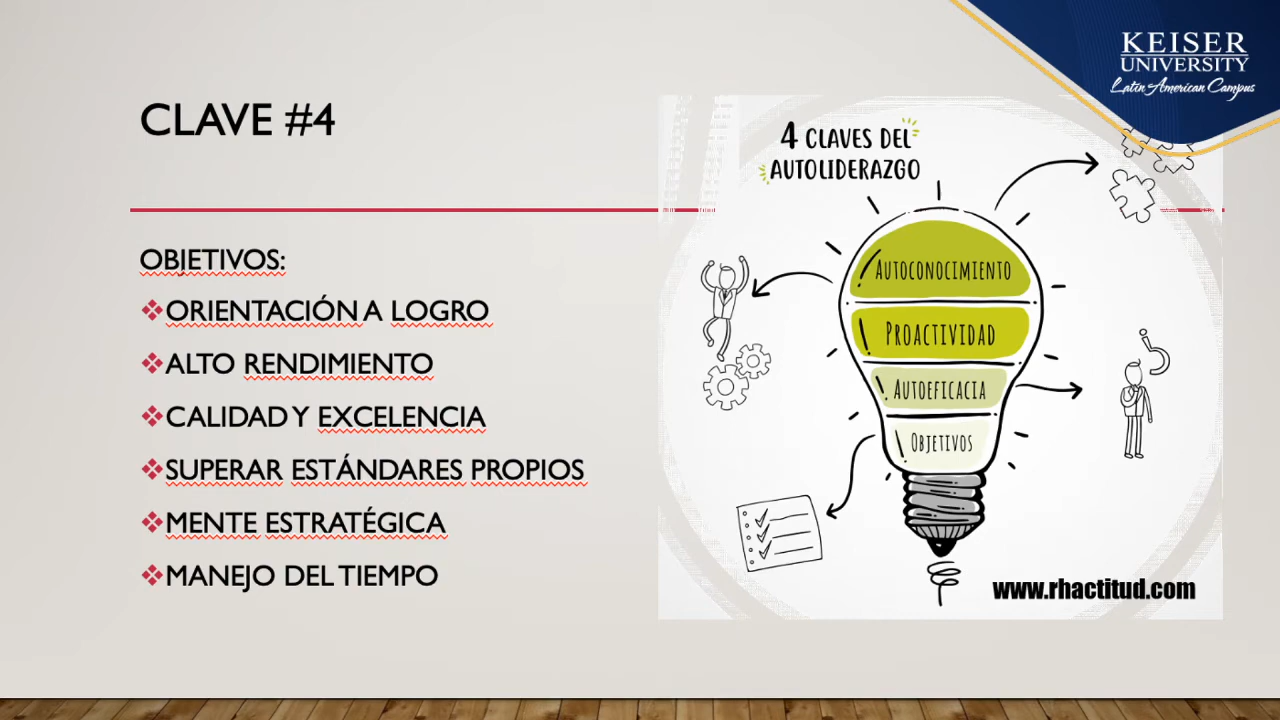 KEISER
UNIVERSITY
Latin American Campus
CLAVE #4
OBJETIVOS:
ORIENTACIÓN A LOGRO
ALTO RENDIMIENTO
CALIDAD Y EXCELENCIA
SUPERAR ESTÁNDARES PROPIOS
MENTE ESTRATÉGICA
MANEJO DEL TIEMPO
4 CLAVES DEL
AUTOLIDERAZGO
AUTOCONOCIMIENTO
PROACTIVIDAD
AUTOEFICACIA
OBJETIVOS
www.rhactitud.com